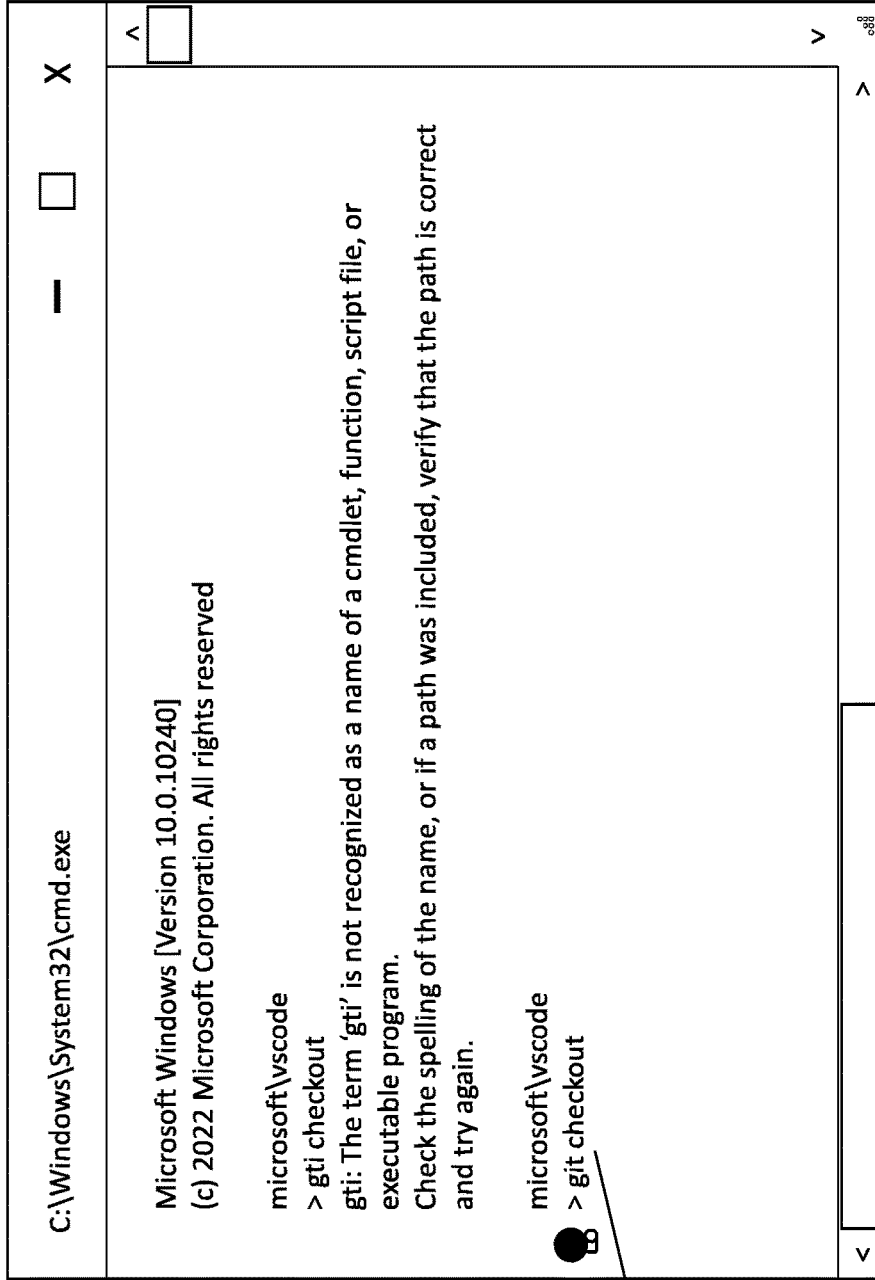 C:\Windows\System32\cmd.exe
Microsoft Windows [Version 10.0.10240]
(c) 2022 Microsoft Corporation. All rights reserved
microsoft\vscode
> gti checkout
gti: The term ‘gti’ is not recognized as a name of a cmdlet, function, script file, or
executable program.
Check the spelling of the name, or if a path was included, verify that the path is correct
and try again.
microsoft\vscode
> git checkout